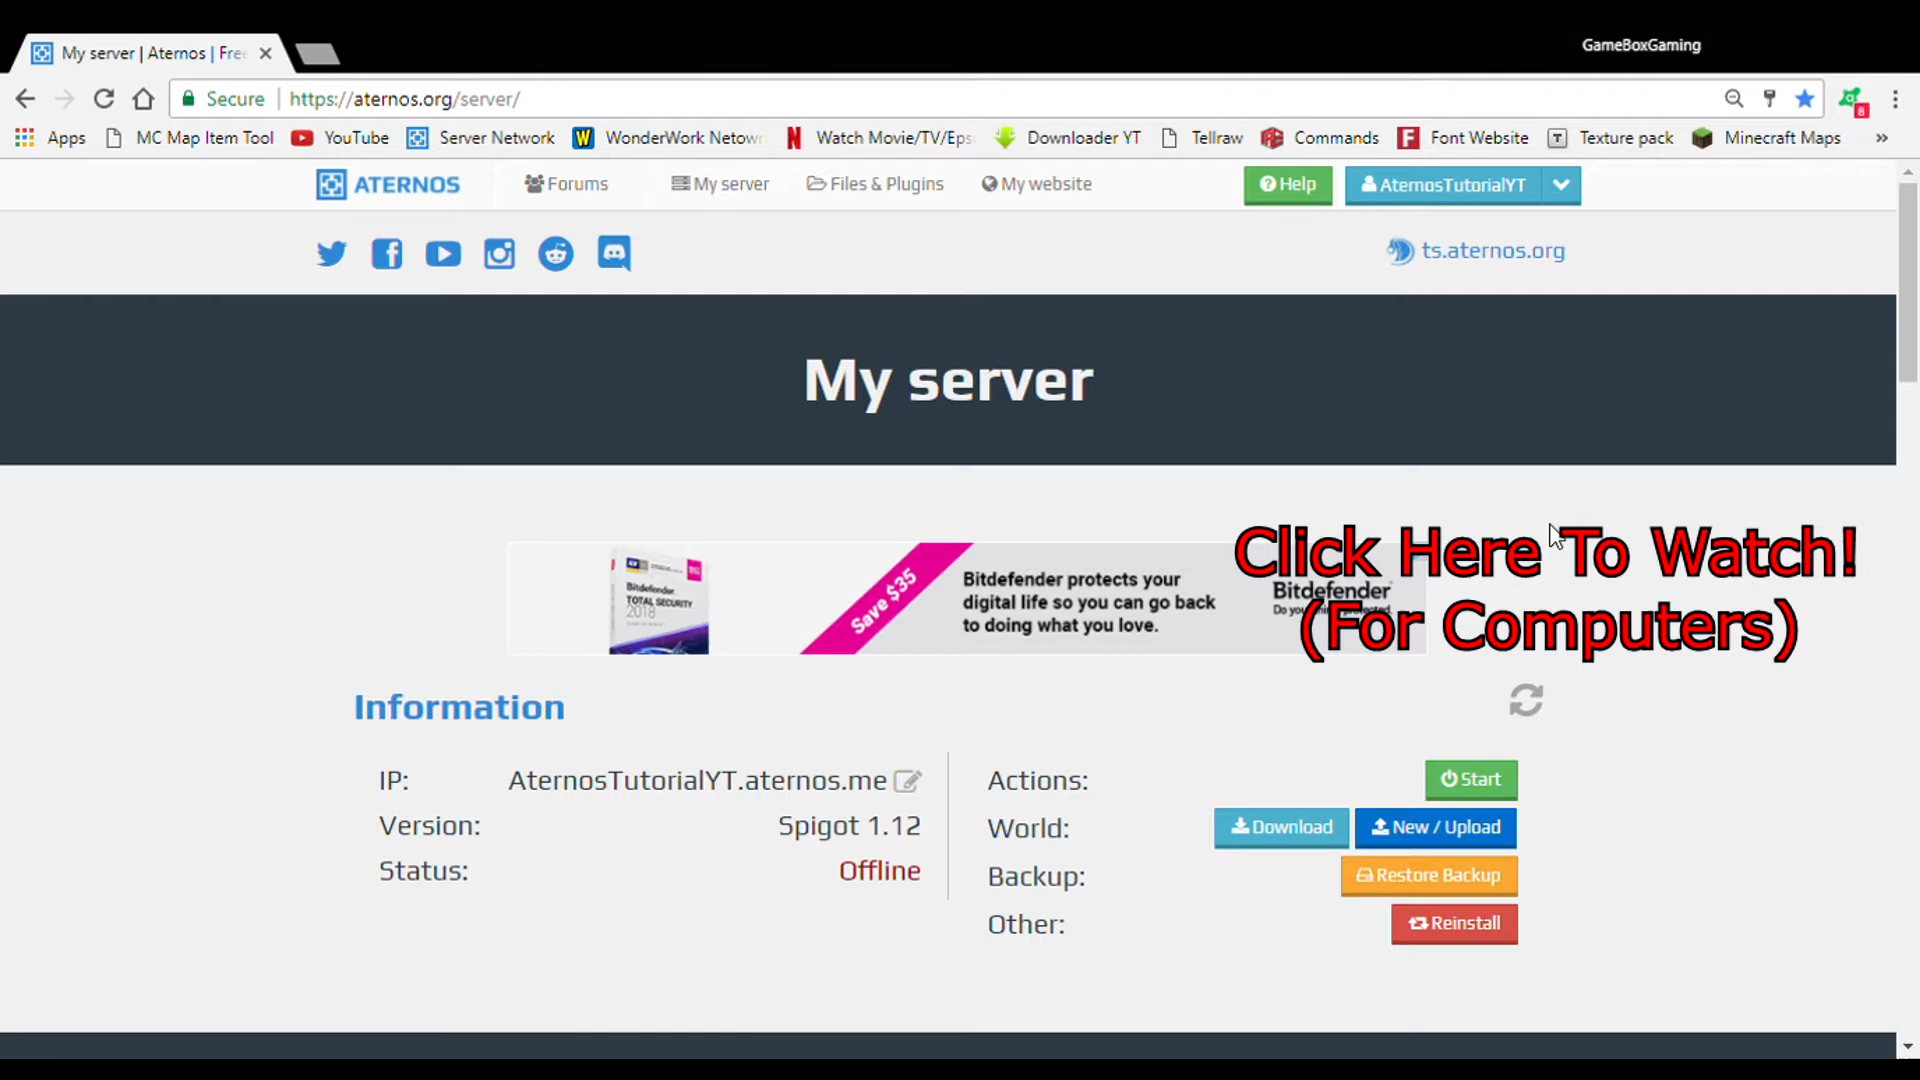 GameBoxGaming
My server | Aternos | Fre
Secure https://aternos.org/server/
Apps MC Map Item Tool YouTube Server Network WonderWork Netow Watch Movie/TV/Eps Downloader YT Tellraw Commands Font Website Texture pack Minecraft Maps »
ATERNOS Forums My server Files & Plugins My website Help AternosTutorialYT
ts.aternos.org
My server
Click Here To Watch!
(For Computers)
Bitdefender
TOTAL SECURITY
2018
Save $35
Bitdefender protects your
digital life so you can go back
to doing what you love.
Bitdefender
Information
IP: AternosTutorialYT.aternos.me
Version: Spigot 1.12
Status: Offline
Actions: Start
World: Download New / Upload
Backup: Restore Backup
Other: Reinstall